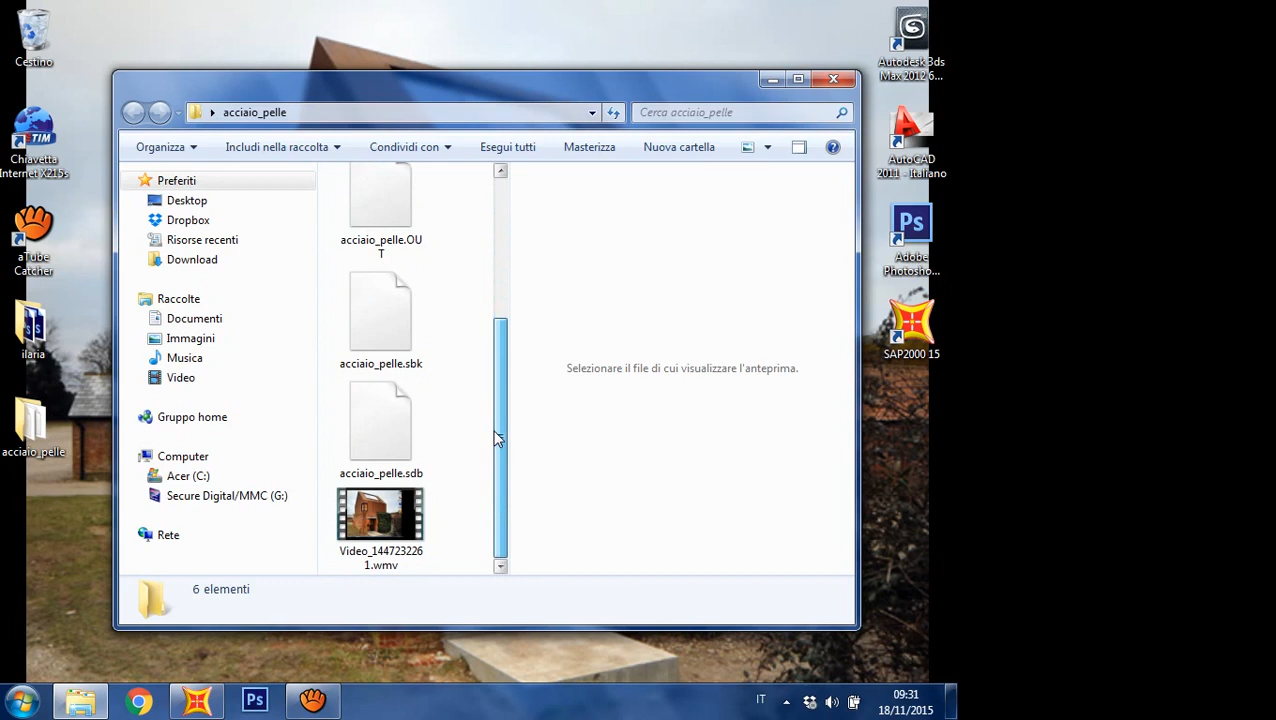 Cestino
Chiavetta
Internet X215s
aTube
Catcher
ilaria
acciaio_pelle
acciaio_pelle
Cerca acciaio_pelle
Organizza
Includi nella raccolta
Condividi con
Esegui tutti
Masterizza
Nuova cartella
Preferiti
Desktop
Dropbox
Risorse recenti
Download
Raccolte
Documenti
Immagini
Musica
Video
Gruppo home
Computer
Acer (C:)
Secure Digital/MMC (G:)
Rete
acciaio_pelle.OU
T
acciaio_pelle.sbk
acciaio_pelle.sdb
Video_144723226
1.wmv
Selezionare il file di cui visualizzare l'anteprima.
6 elementi
Autodesk 3ds
Max 2012 6...
AutoCAD
2011 - Italiano
Ps
Adobe
Photosho...
SAP2000 15
TIM
Ps
IT
09:31
18/11/2015